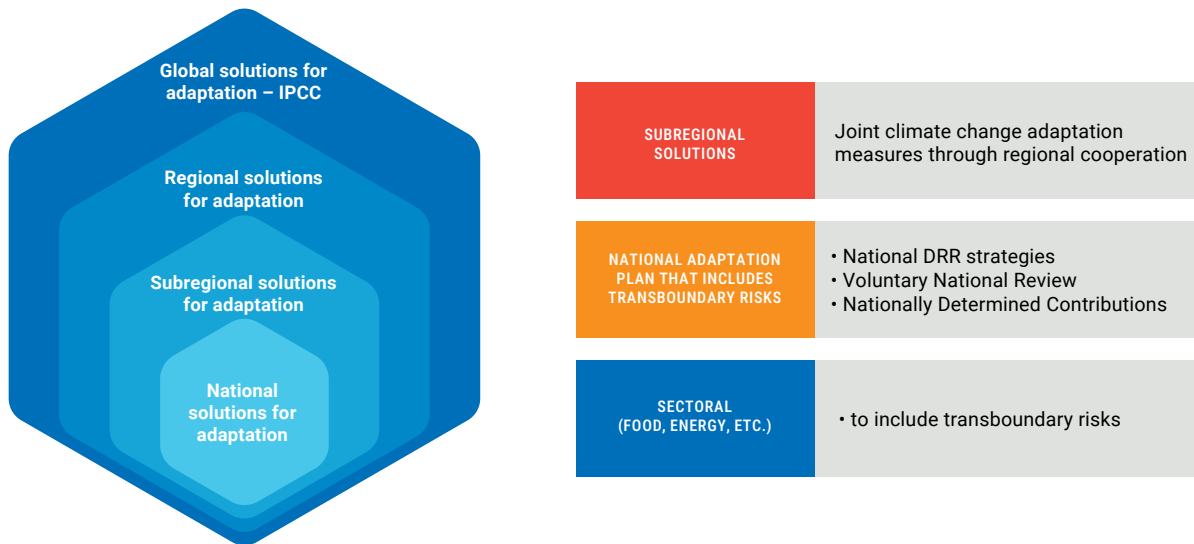 Global solutions for
adaptation – IPCC
Regional solutions
for adaptation
Subregional solutions
for adaptation
National
solutions for
adaptation
SUBREGIONAL
SOLUTIONS
Joint climate change adaptation
measures through regional cooperation
NATIONAL ADAPTATION
PLAN THAT INCLUDES
TRANSBOUNDARY RISKS
• National DRR strategies
• Voluntary National Review
• Nationally Determined Contributions
SECTORAL
(FOOD, ENERGY, ETC.)
• to include transboundary risks